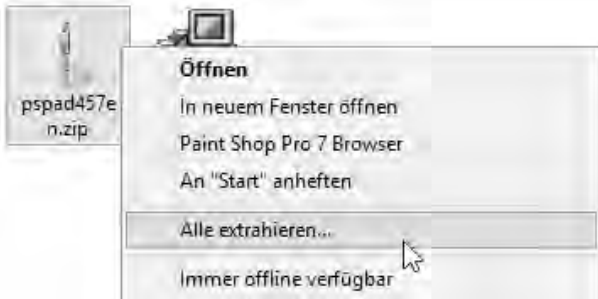 pspad457e
n.zip
Öffnen
In neuem Fenster öffnen
Paint Shop Pro 7 Browser
An "Start" anheften
Alle extrahieren...
Immer offline verfügbar